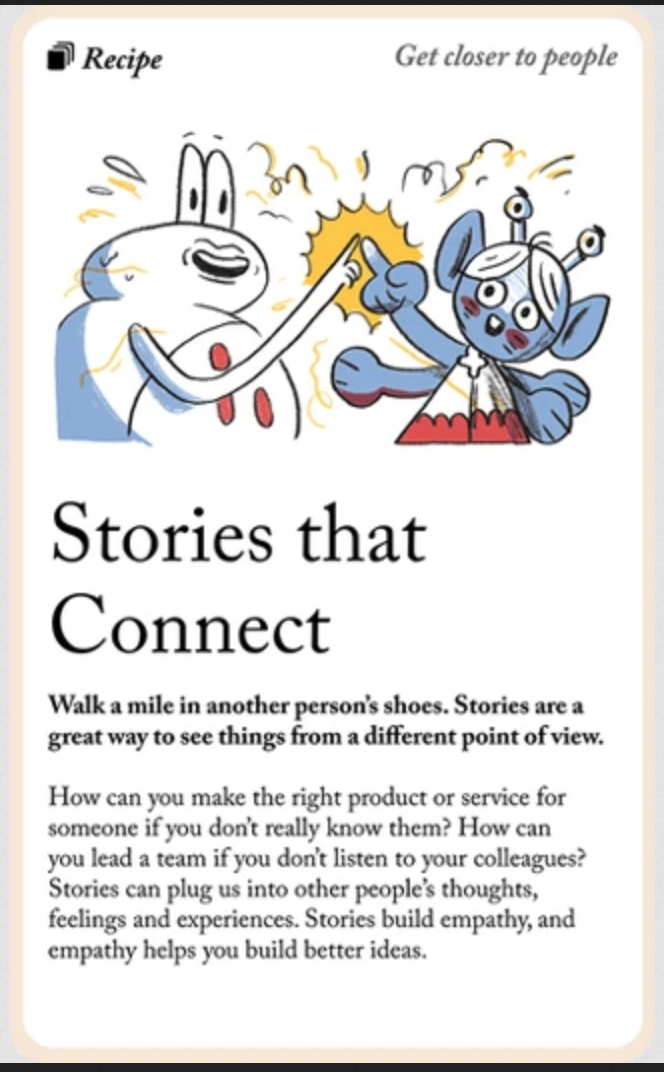 Recipe
Get closer to people
Stories that
Connect
Walk a mile in another person's shoes. Stories are a
great way to see things from a different point of view.
How can you make the right product or service for
someone if you don't really know them? How can
you lead a team if you don't listen to your colleagues?
Stories can plug us into other people's thoughts,
feelings and experiences. Stories build empathy, and
empathy helps you build better ideas.